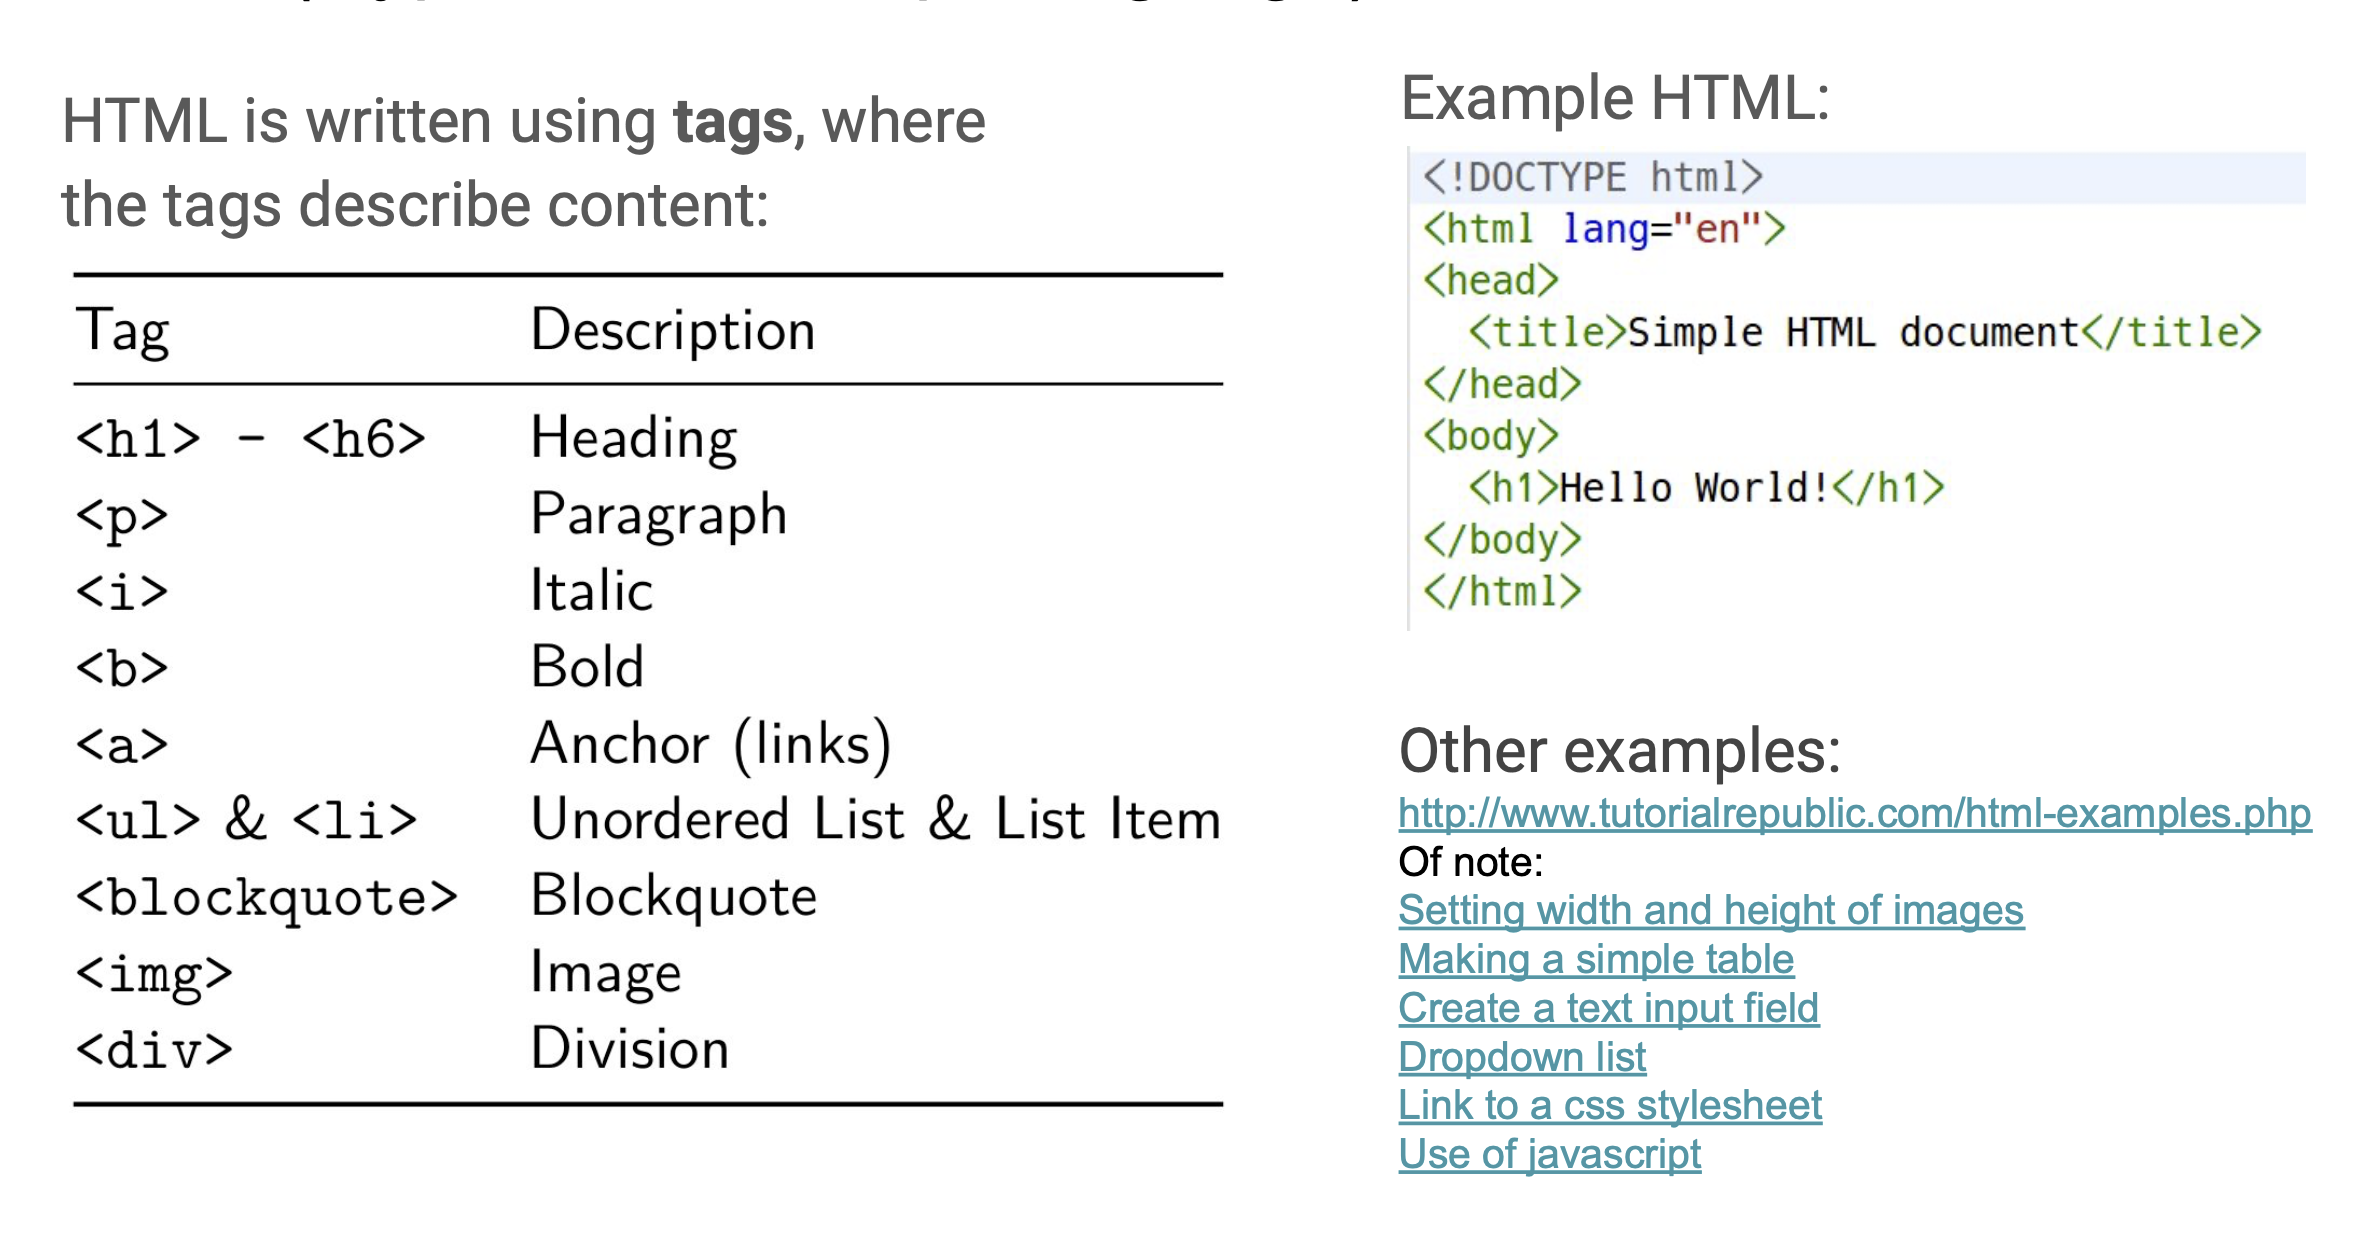 HTML is written using tags, where
the tags describe content:
Tag Description
<h1> - <h6> Heading
<p> Paragraph
<i> Italic
<b> Bold
<a> Anchor (links)
<ul> & <li> Unordered List & List Item
<blockquote> Blockquote
<img> Image
<div> Division
Example HTML:
<!DOCTYPE html>
<html lang="en">
<head>
<title>Simple HTML document</title>
</head>
<body>
<h1>Hello World!</h1>
</body>
</html>
Other examples:
http://www.tutorialrepublic.com/html-examples.php
Of note:
Setting width and height of images
Making a simple table
Create a text input field
Dropdown list
Link to a css stylesheet
Use of javascript